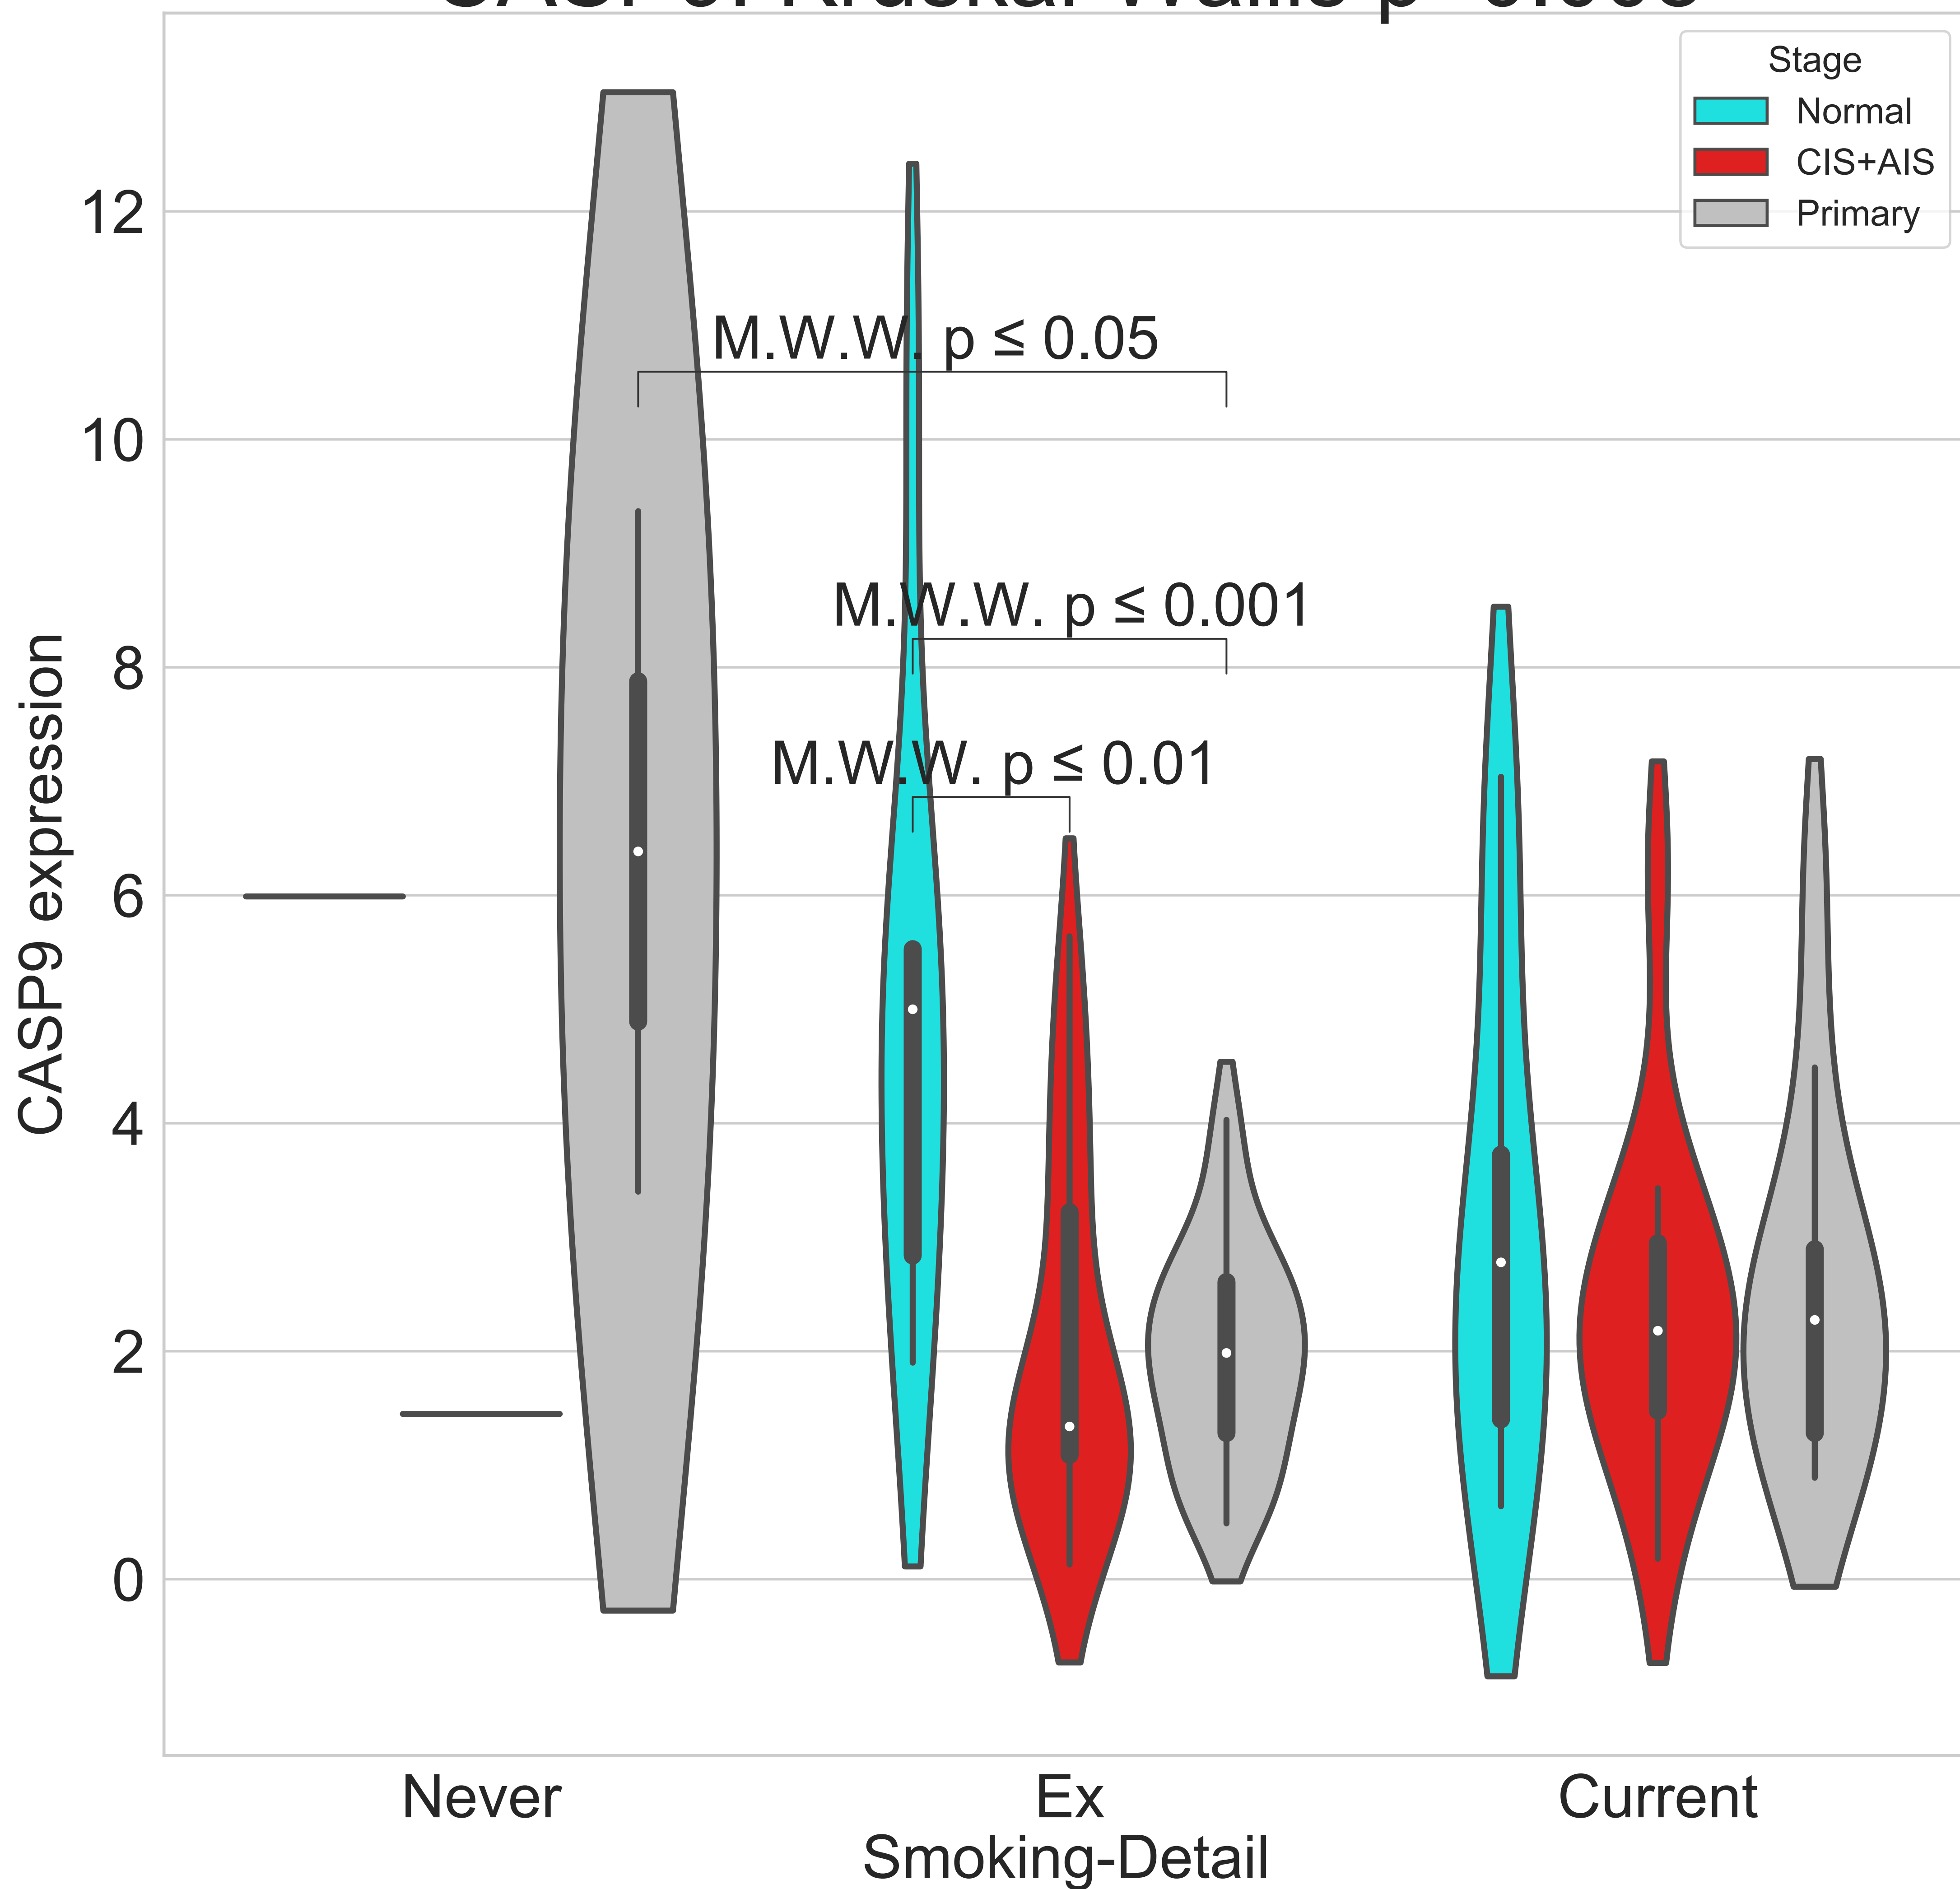 Stage
Normal
CIS+AIS
Primary
12
10
8
6
4
2
0
CASP9 expression
M.W.W. p ≤ 0.05
M.W.W. p ≤ 0.001
M.W.W. p ≤ 0.01
Never
Ex
Current
Smoking-Detail